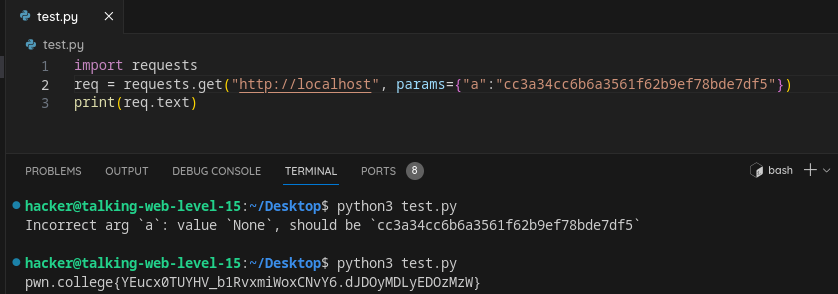 test.py
test.py
1 import requests
2 req = requests.get("http://localhost", params={"a":"cc3a34cc6b6a3561f62b9ef78bde7df5"})
3 print(req.text)
PROBLEMS OUTPUT DEBUG CONSOLE TERMINAL PORTS 8 bash
hacker@talking-web-level-15:~/Desktop$ python3 test.py
Incorrect arg `a`: value `None`, should be `cc3a34cc6b6a3561f62b9ef78bde7df5`
hacker@talking-web-level-15:~/Desktop$ python3 test.py
pwn.college{YEucx0TUYHV_b1RvxmiWoxCNvY6.dJDOyMDLyEDOzMzW}